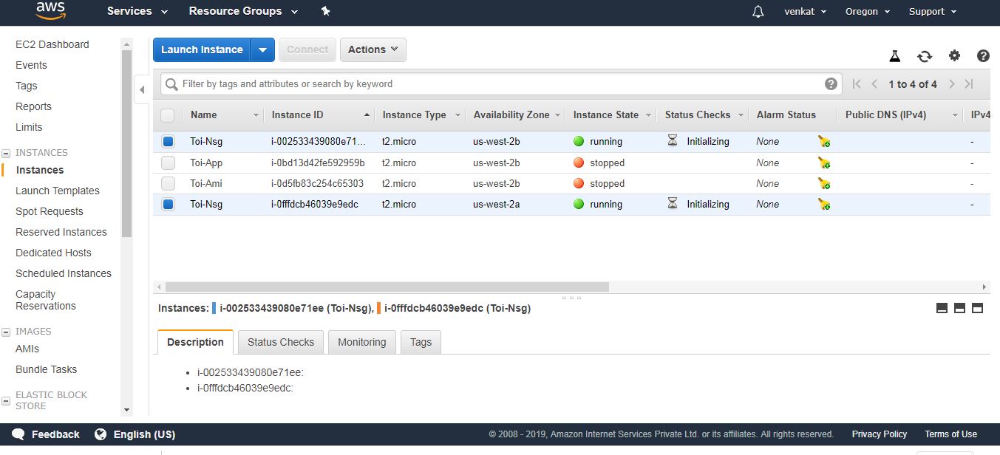 aws Services Resource Groups venkat Oregon Support
EC2 Dashboard
Events
Tags
Reports
Limits
INSTANCES
Instances
Launch Templates
Spot Requests
Reserved Instances
Dedicated Hosts
Scheduled Instances
Capacity
Reservations
IMAGES
AMIs
Bundle Tasks
ELASTIC BLOCK
STORE
Launch Instance Connect Actions
Filter by tags and attributes or search by keyword 1 to 4 of 4
Name Instance ID Instance Type Availability Zone Instance State Status Checks Alarm Status Public DNS (IPv4) IPv4
Toi-Nsg i-002533439080e71... t2.micro us-west-2b running Initializing None -
Toi-App i-0bd13d42fe592959b t2.micro us-west-2b stopped None -
Toi-Ami i-0d5fb83c254c65303 t2.micro us-west-2b stopped None -
Toi-Nsg i-0fffdcb46039e9edc t2.micro us-west-2a running Initializing None -
Instances: i-002533439080e71ee (Toi-Nsg), i-0fffdcb46039e9edc (Toi-Nsg)
Description Status Checks Monitoring Tags
• i-002533439080e71ee:
• i-0fffdcb46039e9edc:
Feedback English (US) © 2008 - 2019, Amazon Internet Services Private Ltd. or its affiliates. All rights reserved. Privacy Policy Terms of Use